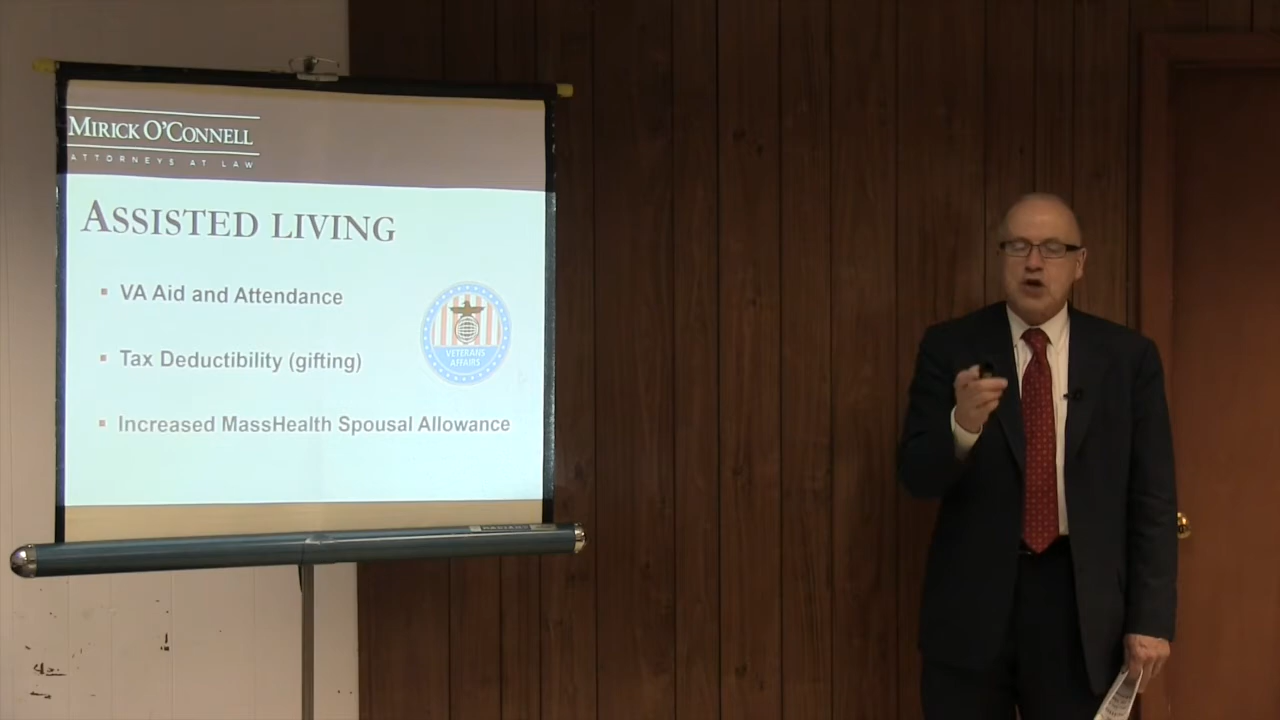 MIRICK O'CONNELL
ATTORNEYS AT LAW
ASSISTED LIVING
VA Aid and Attendance
Tax Deductibility (gifting)
Increased MassHealth Spousal Allowance
VETERANS
AFFAIRS